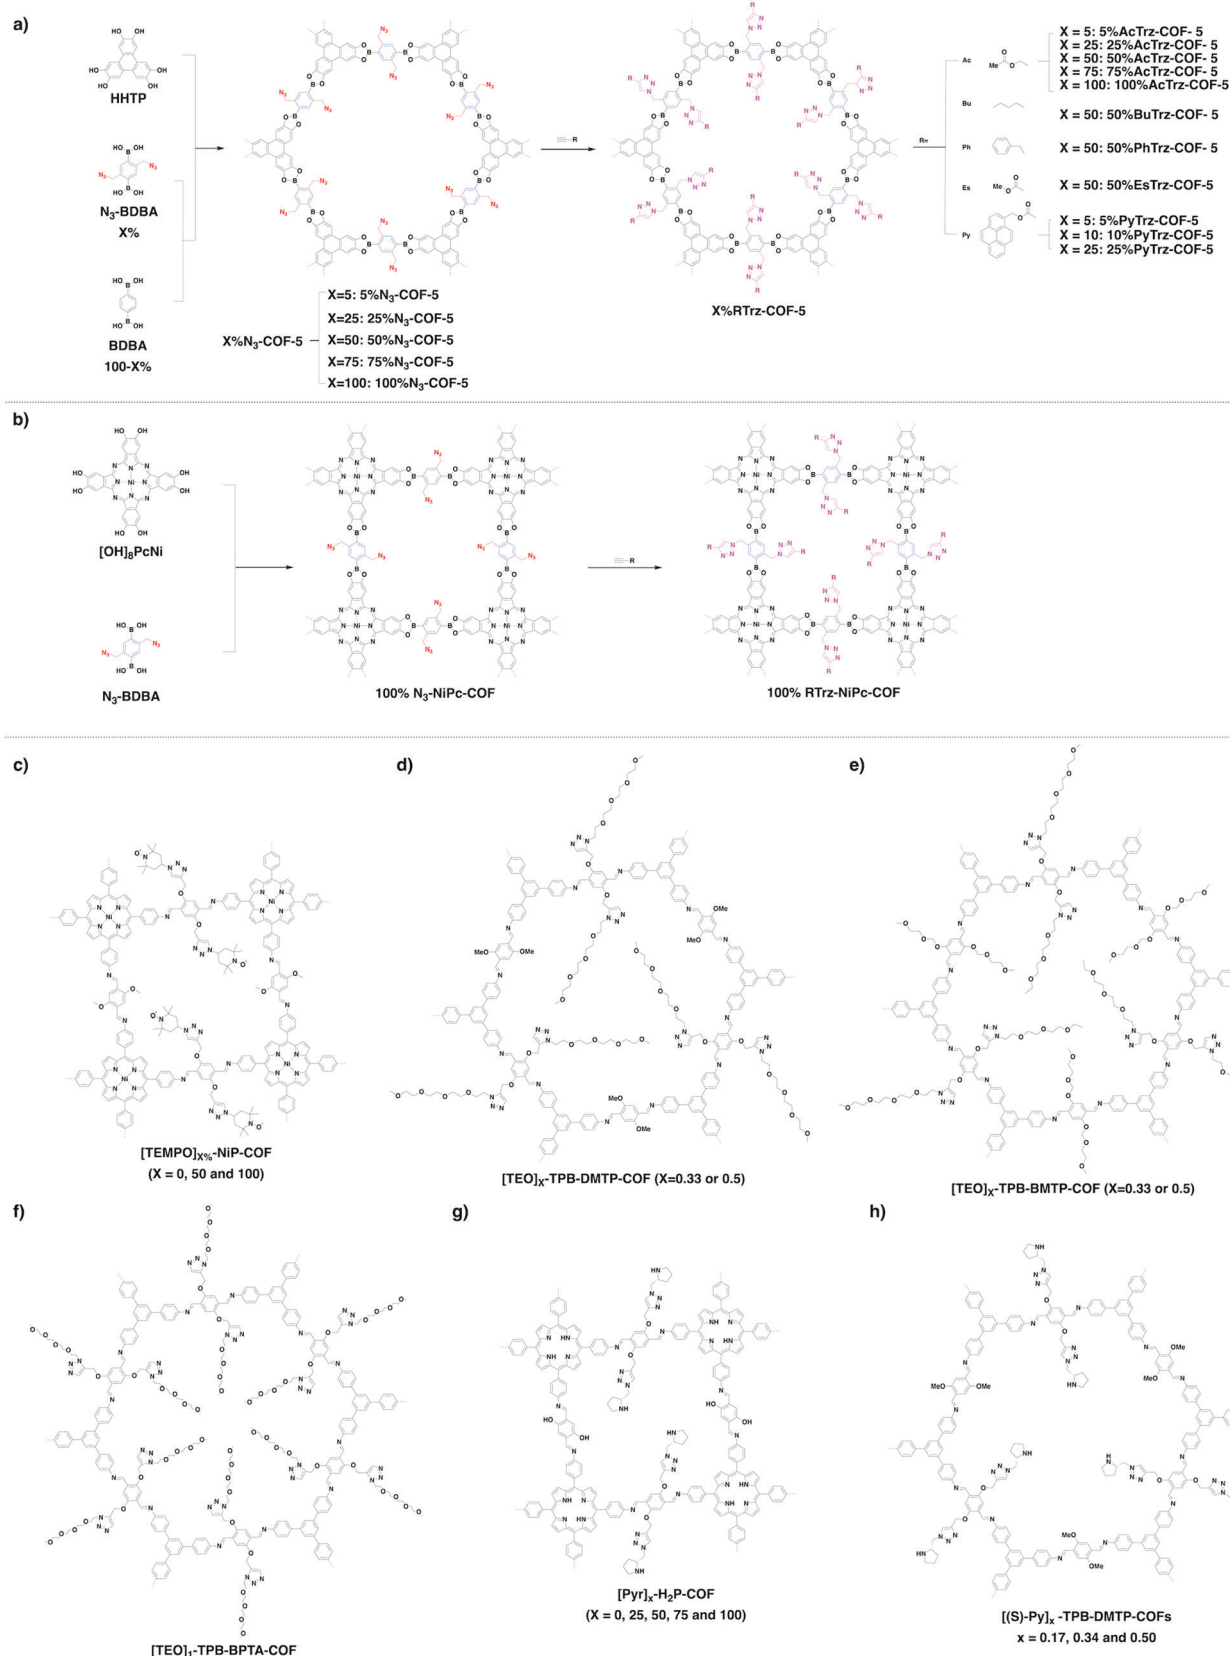 a)
HHTP
N₃-BDBA
X%
BDBA
100-X%
X%N₃-COF-5
X=5: 5%N₃-COF-5
X=25: 25%N₃-COF-5
X=50: 50%N₃-COF-5
X=75: 75%N₃-COF-5
X=100: 100%N₃-COF-5
X%RTrz-COF-5
R=
Ac
X = 5: 5%AcTrz-COF- 5
X = 25: 25%AcTrz-COF- 5
X = 50: 50%AcTrz-COF- 5
X = 75: 75%AcTrz-COF- 5
X = 100: 100%AcTrz-COF-5
Bu
X = 50: 50%BuTrz-COF- 5
Ph
X = 50: 50%PhTrz-COF- 5
Es
X = 50: 50%EsTrz-COF-5
Py
X = 5: 5%PyTrz-COF-5
X = 10: 10%PyTrz-COF-5
X = 25: 25%PyTrz-COF-5
b)
[OH]₈PcNi
N₃-BDBA
100% N₃-NiPc-COF
100% RTrz-NiPc-COF
c)
[TEMPO]X%-NiP-COF
(X = 0, 50 and 100)
d)
[TEO]X-TPB-DMTP-COF (X=0.33 or 0.5)
e)
[TEO]X-TPB-BMTP-COF (X=0.33 or 0.5)
f)
[TEO]₁-TPB-BPTA-COF
g)
[Pyr]x-H₂P-COF
(X = 0, 25, 50, 75 and 100)
h)
[(S)-Py]x -TPB-DMTP-COFs
x = 0.17, 0.34 and 0.50